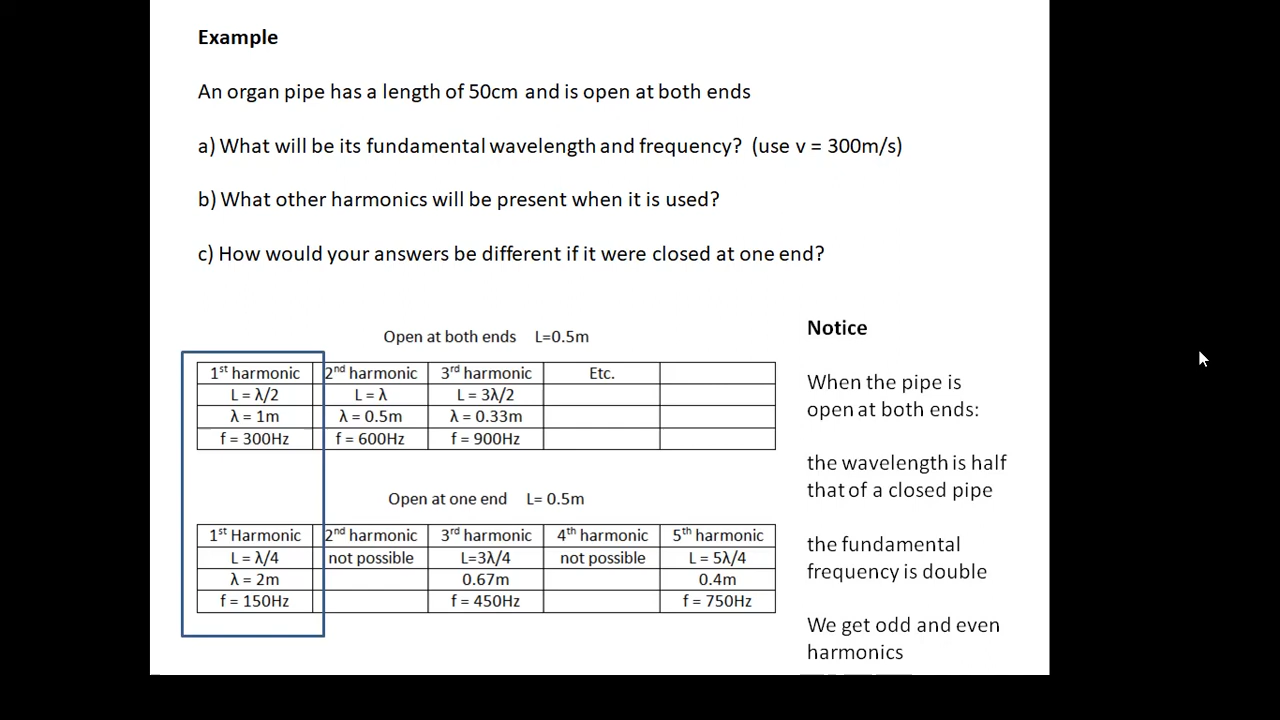 Example
An organ pipe has a length of 50cm and is open at both ends
a) What will be its fundamental wavelength and frequency? (use v = 300m/s)
b) What other harmonics will be present when it is used?
c) How would your answers be different if it were closed at one end?
Open at both ends L=0.5m
1st harmonic 2nd harmonic 3rd harmonic Etc.
L = λ/2 L = λ L = 3λ/2
λ = 1m λ = 0.5m λ = 0.33m
f = 300Hz f = 600Hz f = 900Hz
Open at one end L= 0.5m
1st Harmonic 2nd harmonic 3rd harmonic 4th harmonic 5th harmonic
L = λ/4 not possible L=3λ/4 not possible L = 5λ/4
λ = 2m 0.67m 0.4m
f = 150Hz f = 450Hz f = 750Hz
Notice
When the pipe is
open at both ends:
the wavelength is half
that of a closed pipe
the fundamental
frequency is double
We get odd and even
harmonics